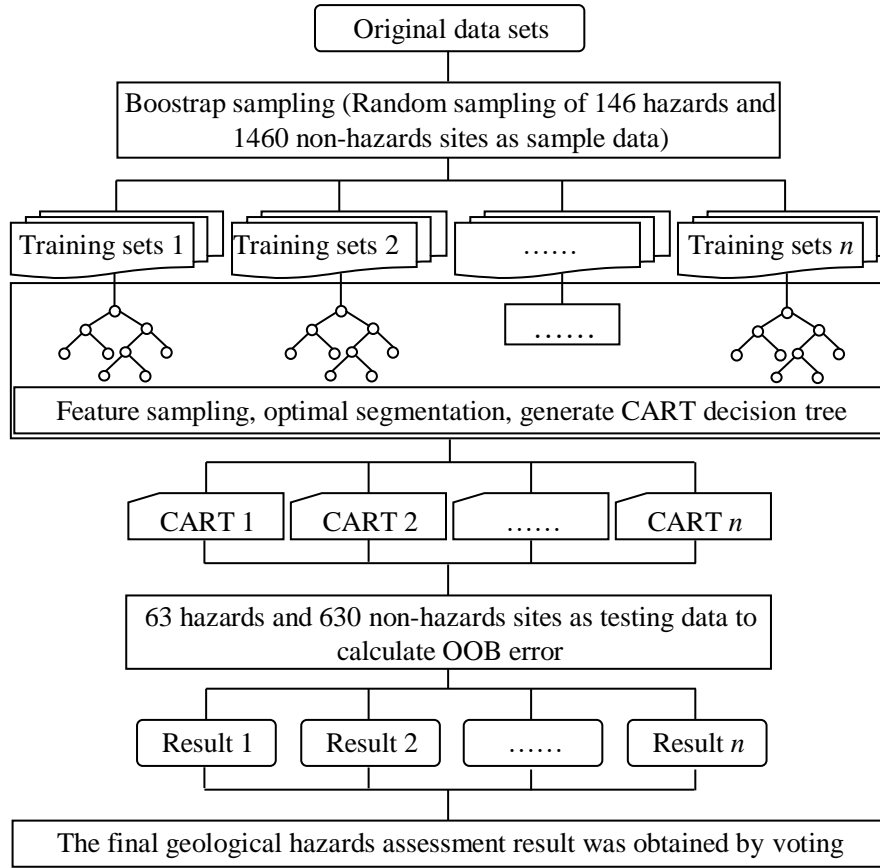 Original data sets
Boostrap sampling (Random sampling of 146 hazards and
1460 non-hazards sites as sample data)
Training sets 1
Training sets 2
……
Training sets n
……
Feature sampling, optimal segmentation, generate CART decision tree
CART 1
CART 2
……
CART n
63 hazards and 630 non-hazards sites as testing data to
calculate OOB error
Result 1
Result 2
……
Result n
The final geological hazards assessment result was obtained by voting